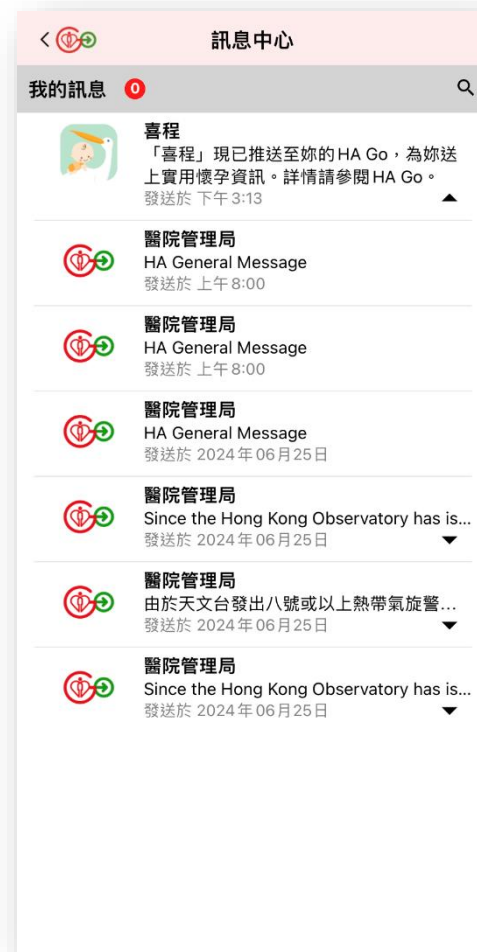 訊息中心
我的訊息 0
喜程
「喜程」現已推送至妳的HA Go，為妳送
上實用懷孕資訊。詳情請參閱HA Go。
發送於 下午3:13
醫院管理局
HA General Message
發送於 上午8:00
醫院管理局
HA General Message
發送於 上午8:00
醫院管理局
HA General Message
發送於 2024年06月25日
醫院管理局
Since the Hong Kong Observatory has is...
發送於 2024年06月25日
醫院管理局
由於天文台發出八號或以上熱帶氣旋警...
發送於 2024年06月25日
醫院管理局
Since the Hong Kong Observatory has is...
發送於 2024年06月25日